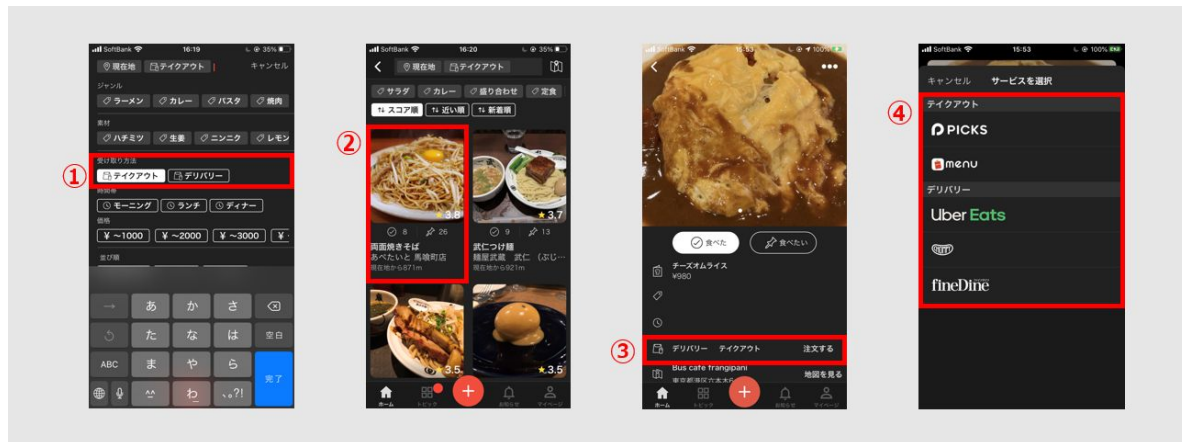 ①
SoftBank 16:19 35%
現在地 テイクアウト キャンセル
ジャンル
ラーメン カレー パスタ 焼肉
素材
ハチミツ 生姜 ニンニク レモン
受け取り方法
テイクアウト デリバリー
時間帯
モーニング ランチ ディナー
価格
¥ ~1000 ¥ ~2000 ¥ ~3000 ¥
並び順
→ あ か さ
た な は 空白
ABC ま や ら
^^ わ 、。?! 完了
②
SoftBank 16:20 35%
現在地 テイクアウト
サラダ カレー 盛り合わせ 定食
スコア順 近い順 新着順
★3.8 ★3.7
8 26 9 13
両面焼きそば 武仁つけ麺
あぺたいと 馬喰町店 麺屋武蔵 武仁 (ぶじ…
現在地から871m 現在地から921m
★3.5 ★3.5
ホーム トピック お知らせ マイページ
③
SoftBank 15:53 100%
食べた 食べたい
チーズオムライス
¥980
デリバリー テイクアウト 注文する
Bus cafe frangipani
地図を見る
ホーム トピック お知らせ マイページ
④
SoftBank 15:53 100%
キャンセル サービスを選択
テイクアウト
PICKS
menu
デリバリー
Uber Eats
fineDine